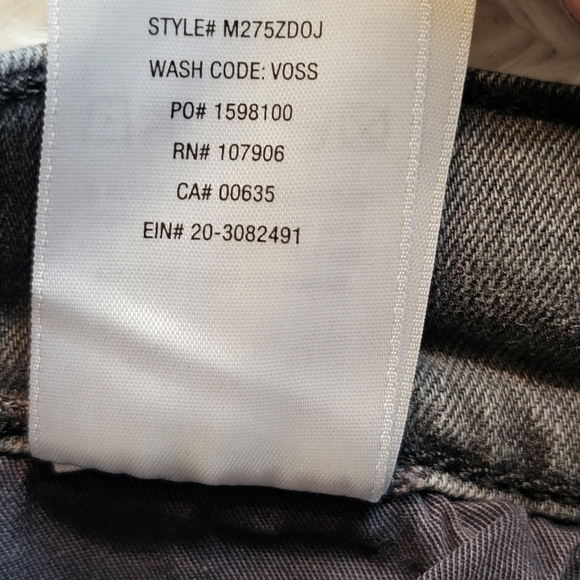 STYLE# M275ZDOJ
WASH CODE: VOSS
PO# 1598100
RN# 107906
CA# 00635
EIN# 20-3082491